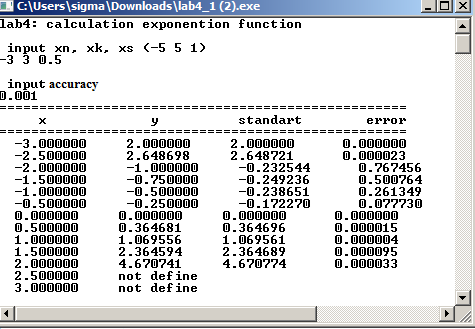 C:\Users\sigma\Downloads\lab4_1 (2).exe
lab4: calculation exponention function
input xn, xk, xs (-5 5 1)
-3 3 0.5
input accuracy
0.001
==================================================
x y standart error
==================================================
-3.000000 2.000000 2.000000 0.000000
-2.500000 2.648698 2.648721 0.000023
-2.000000 -1.000000 -0.232544 0.767456
-1.500000 -0.750000 -0.249236 0.500764
-1.000000 -0.500000 -0.238651 0.261349
-0.500000 -0.250000 -0.172270 0.077730
0.000000 0.000000 0.000000 0.000000
0.500000 0.364681 0.364696 0.000015
1.000000 1.069556 1.069561 0.000004
1.500000 2.364594 2.364689 0.000095
2.000000 4.670741 4.670774 0.000033
2.500000 not define
3.000000 not define